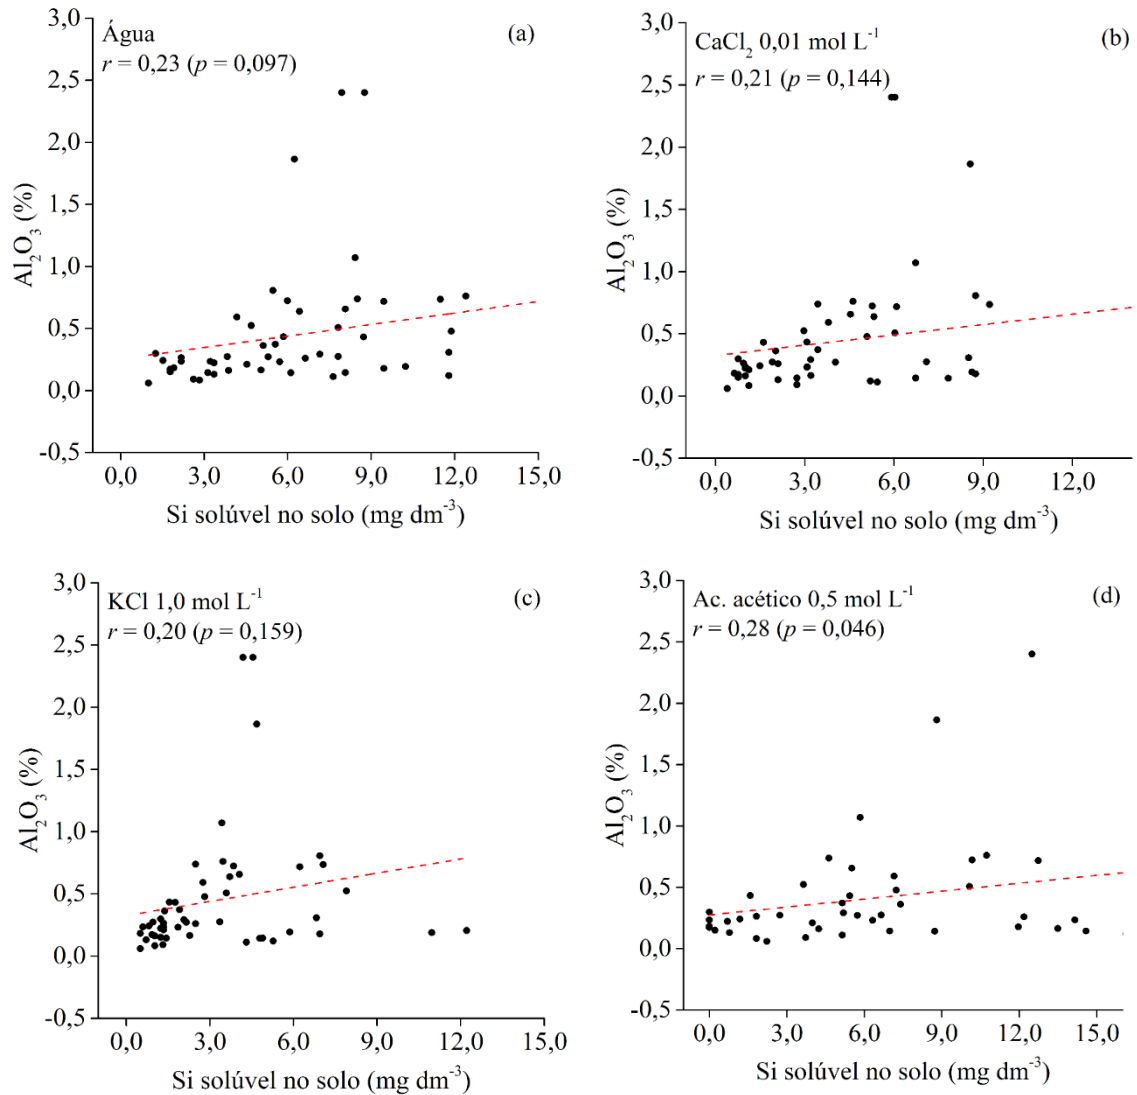 Água
r = 0,23 (p = 0,097)
(a)
3,0
2,5
2,0
1,5
1,0
0,5
0,0
-0,5
Al₂O₃ (%)
0,0 3,0 6,0 9,0 12,0 15,0
Si solúvel no solo (mg dm⁻³)
CaCl₂ 0,01 mol L⁻¹
r = 0,21 (p = 0,144)
(b)
3,0
2,5
2,0
1,5
1,0
0,5
0,0
-0,5
Al₂O₃ (%)
0,0 3,0 6,0 9,0 12,0
Si solúvel no solo (mg dm⁻³)
KCl 1,0 mol L⁻¹
r = 0,20 (p = 0,159)
(c)
3,0
2,5
2,0
1,5
1,0
0,5
0,0
-0,5
Al₂O₃ (%)
0,0 3,0 6,0 9,0 12,0 15,0
Si solúvel no solo (mg dm⁻³)
Ac. acético 0,5 mol L⁻¹
r = 0,28 (p = 0,046)
(d)
3,0
2,5
2,0
1,5
1,0
0,5
0,0
-0,5
Al₂O₃ (%)
0,0 3,0 6,0 9,0 12,0 15,0
Si solúvel no solo (mg dm⁻³)